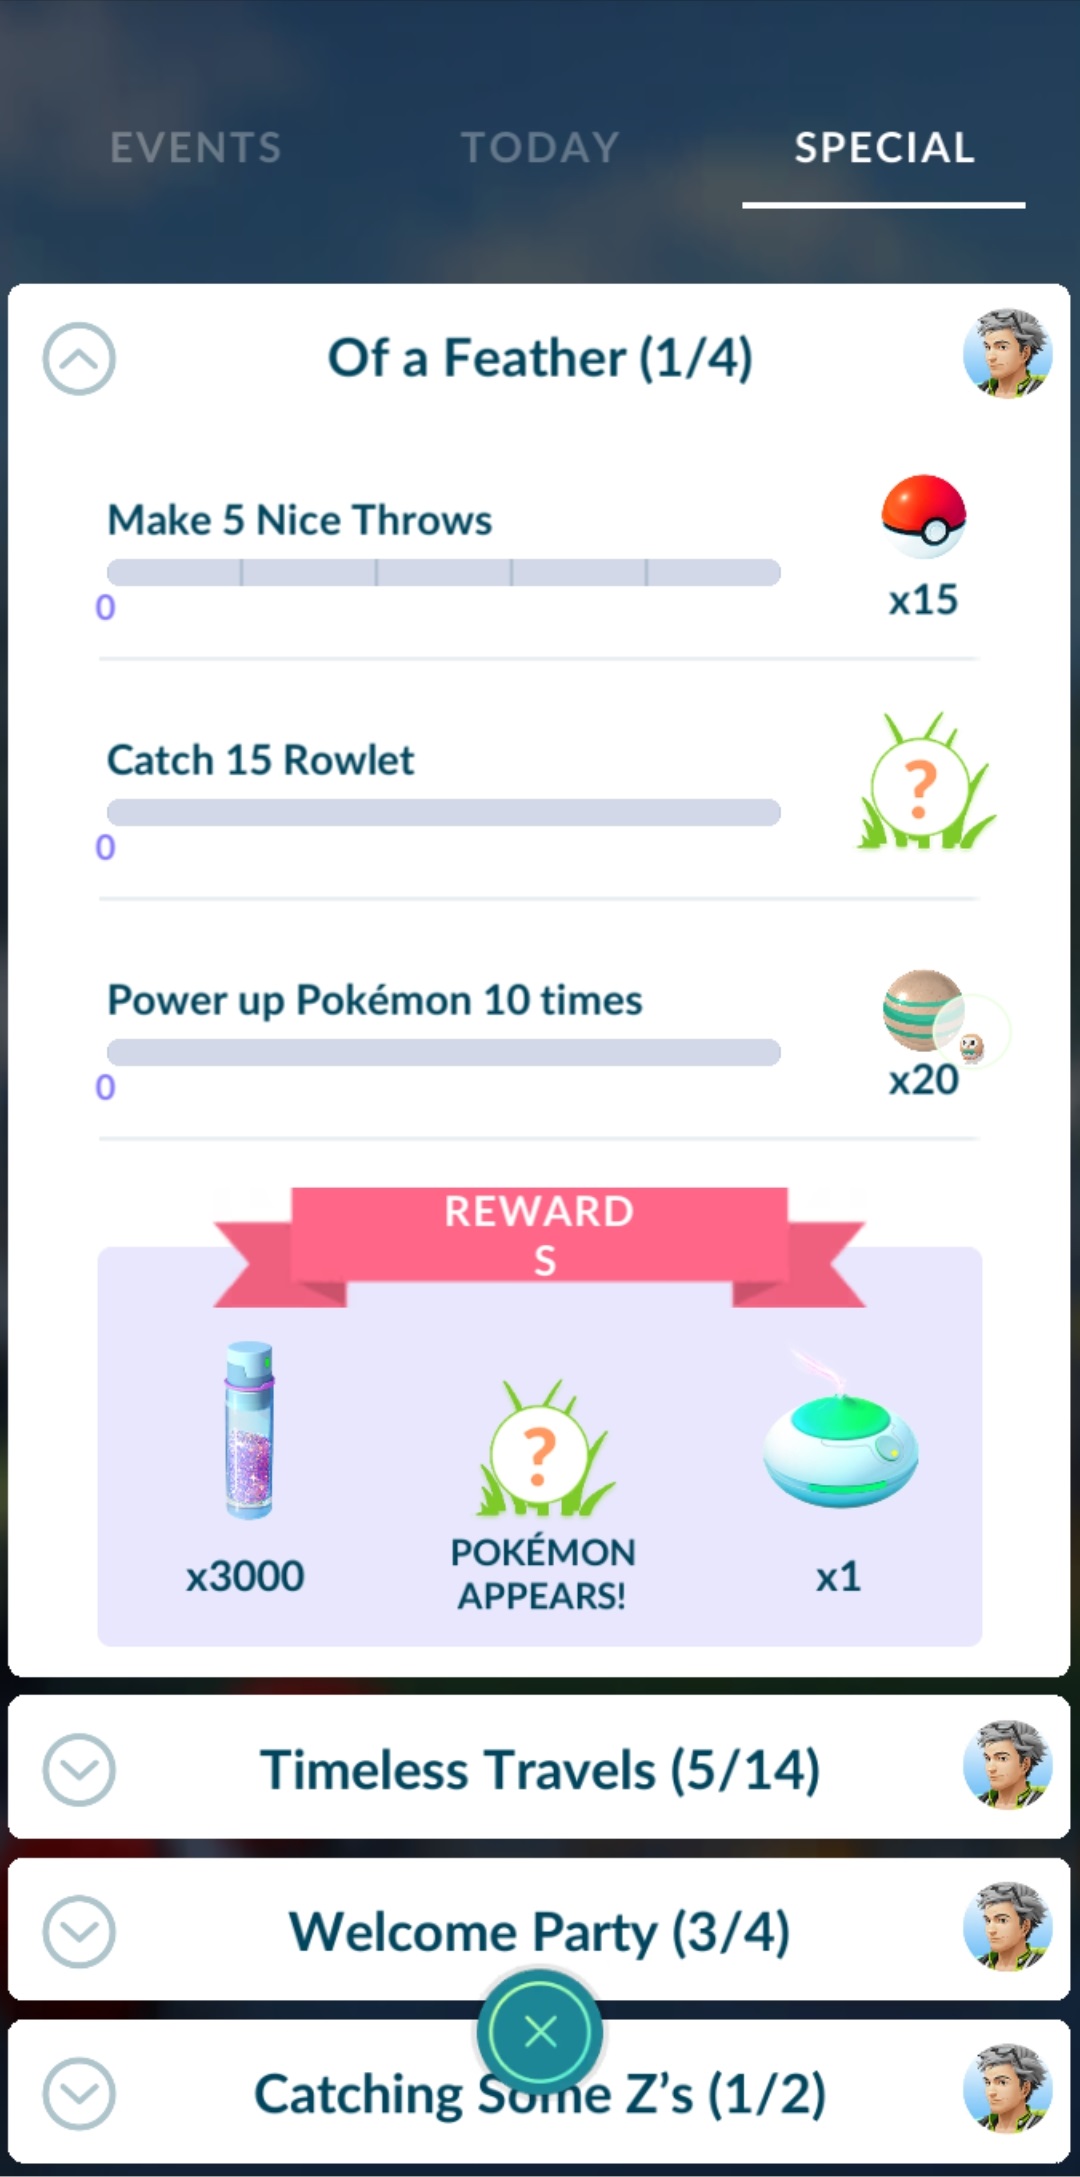 EVENTS TODAY SPECIAL
Of a Feather (1/4)
Make 5 Nice Throws
0
x15
Catch 15 Rowlet
?
0
Power up Pokémon 10 times
0
x20
REWARD
S
?
x3000
POKÉMON
APPEARS!
x1
Timeless Travels (5/14)
Welcome Party (3/4)
Catching Some Z’s (1/2)